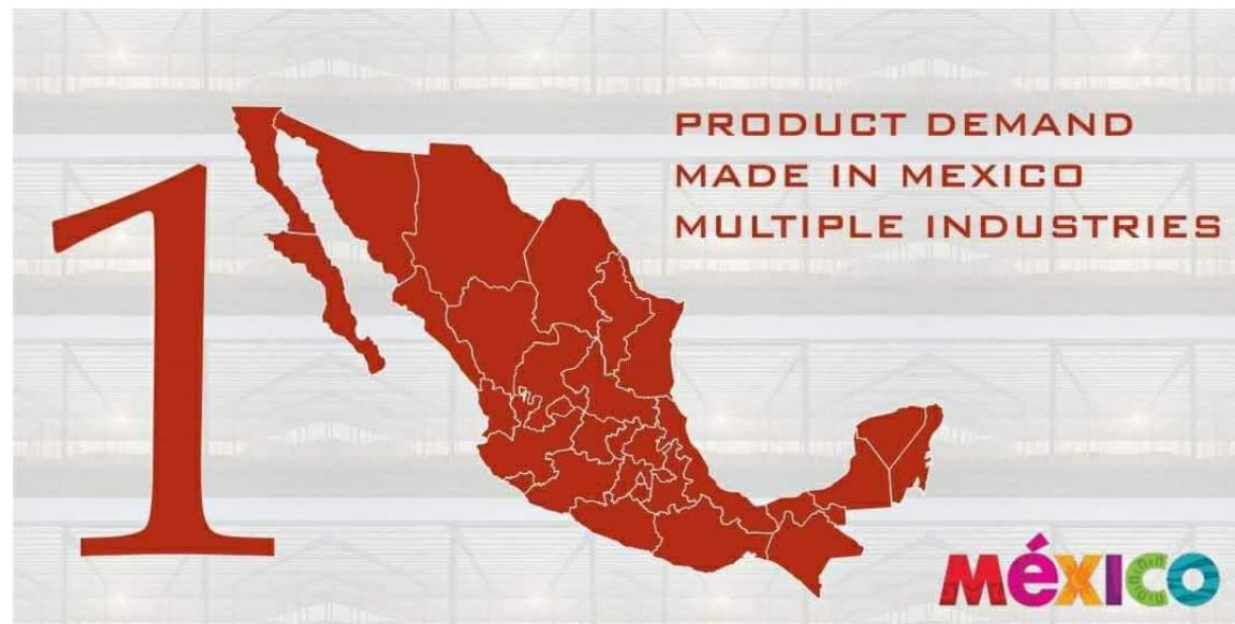 1
PRODUCT DEMAND
MADE IN MEXICO
MULTIPLE INDUSTRIES
México